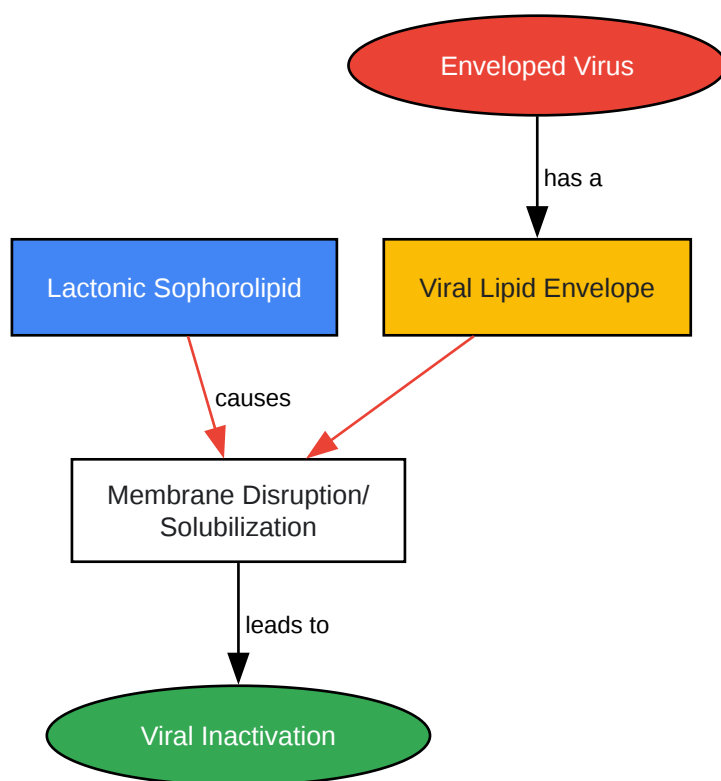 Enveloped Virus
has a
Lactonic Sophorolipid
Viral Lipid Envelope
causes
Membrane Disruption/
Solubilization
leads to
Viral Inactivation